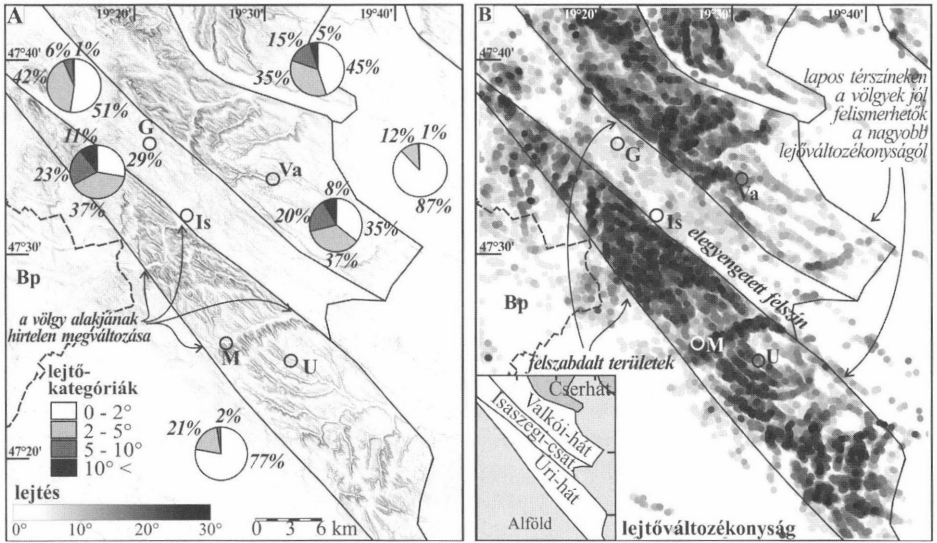 A
19°20'
19°30'
19°40'
47°40'
6%
1%
42%
51%
15%
5%
35%
45%
G
11%
29%
23%
37%
12%
1%
87%
Va
8%
20%
35%
37%
Is
47°30'
Bp
a völgy alakjának
hirtelen megváltozása
M
U
lejtő-
kategóriák
0 - 2°
2 - 5°
5 - 10°
10° <
21%
2%
77%
47°20'
lejtés
0°
10°
20°
30°
0
3
6 km
B
19°20'
19°30'
19°40'
47°40'
lapos térszíneken
a völgyek jól
felismerhetők
a nagyobb
lejtőváltozékonyságól
G
Va
Is
47°30'
elegyengetett felszín
Bp
M
U
felszabdalt területek
47°20'
Cserhát
Valkói-hát
Isaszegi-csat.
Úri-hát
Alföld
lejtőváltozékonyság